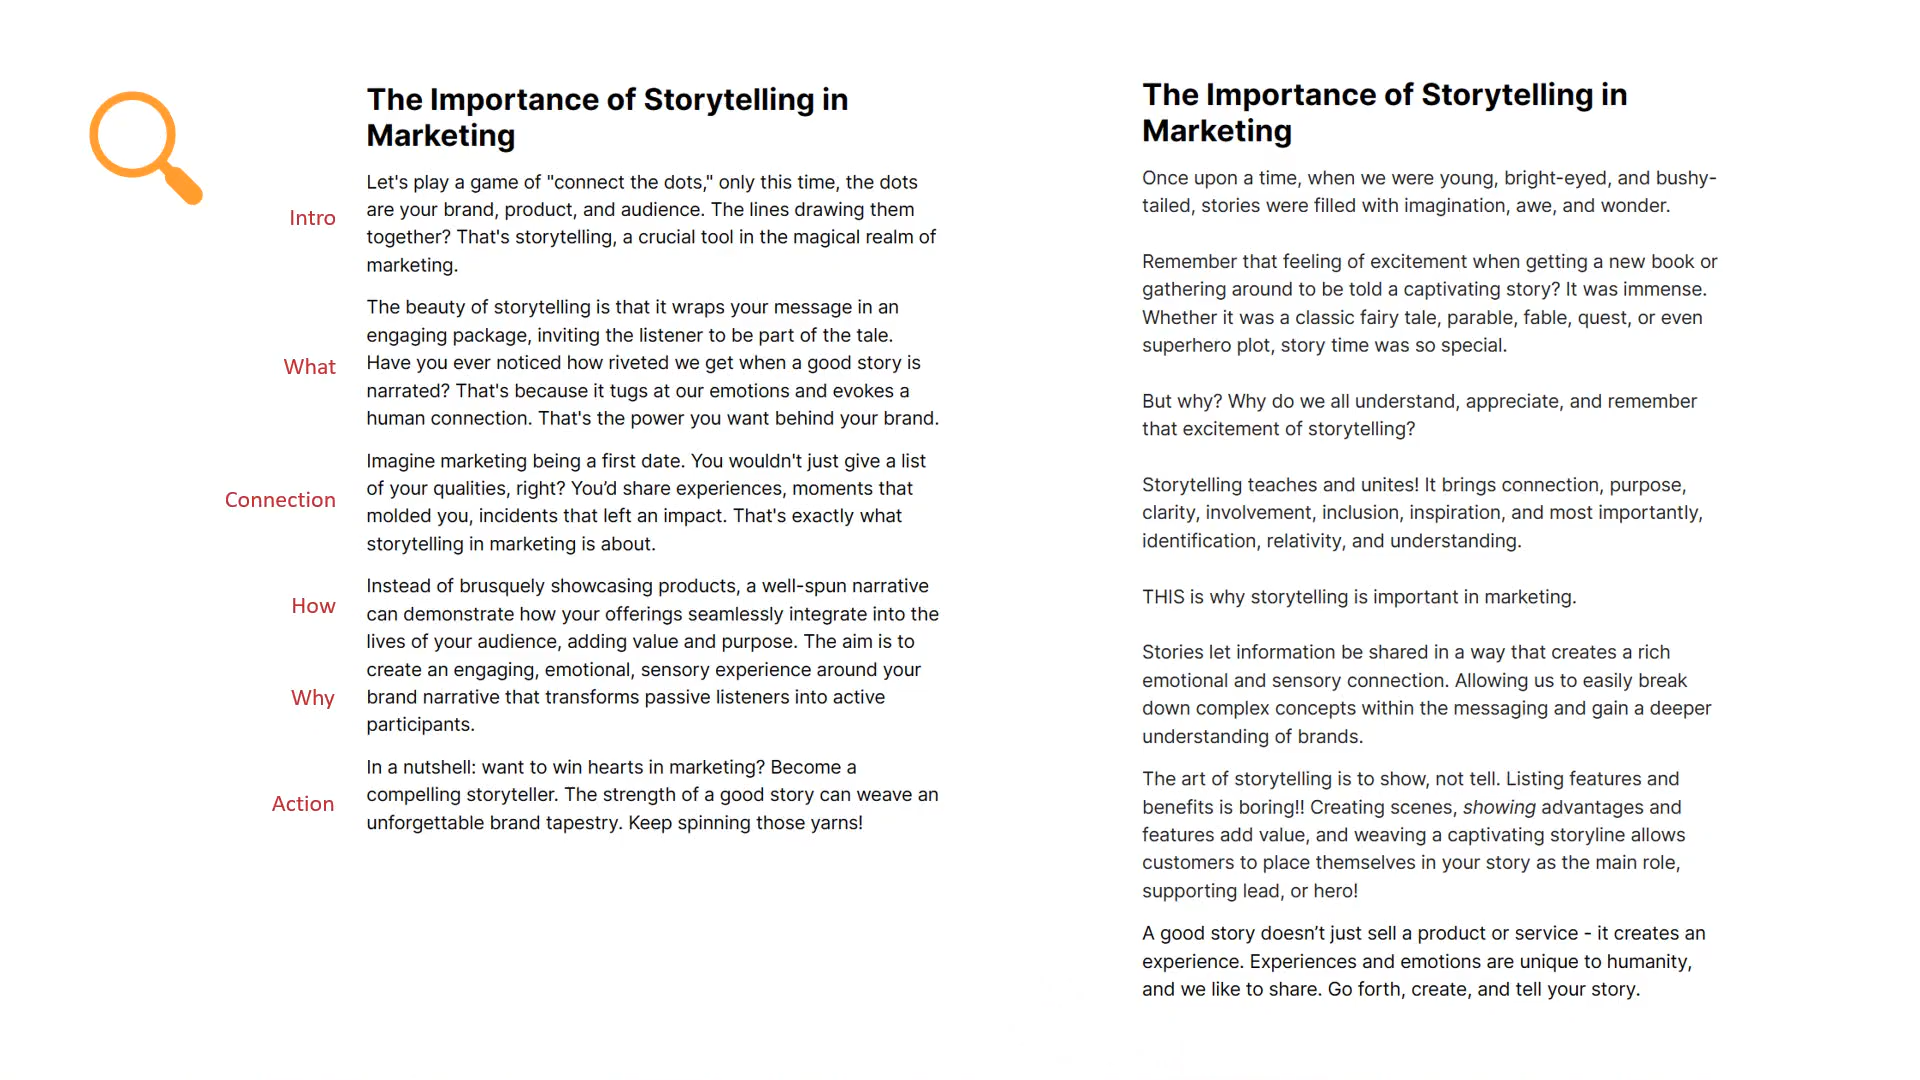 The Importance of Storytelling in
Marketing
Intro
Let's play a game of "connect the dots," only this time, the dots
are your brand, product, and audience. The lines drawing them
together? That's storytelling, a crucial tool in the magical realm of
marketing.
What
The beauty of storytelling is that it wraps your message in an
engaging package, inviting the listener to be part of the tale.
Have you ever noticed how riveted we get when a good story is
narrated? That's because it tugs at our emotions and evokes a
human connection. That's the power you want behind your brand.
Connection
Imagine marketing being a first date. You wouldn't just give a list
of your qualities, right? You’d share experiences, moments that
molded you, incidents that left an impact. That's exactly what
storytelling in marketing is about.
How
Instead of brusquely showcasing products, a well-spun narrative
can demonstrate how your offerings seamlessly integrate into the
lives of your audience, adding value and purpose. The aim is to
create an engaging, emotional, sensory experience around your
Why
brand narrative that transforms passive listeners into active
participants.
Action
In a nutshell: want to win hearts in marketing? Become a
compelling storyteller. The strength of a good story can weave an
unforgettable brand tapestry. Keep spinning those yarns!
The Importance of Storytelling in
Marketing
Once upon a time, when we were young, bright-eyed, and bushy-
tailed, stories were filled with imagination, awe, and wonder.
Remember that feeling of excitement when getting a new book or
gathering around to be told a captivating story? It was immense.
Whether it was a classic fairy tale, parable, fable, quest, or even
superhero plot, story time was so special.
But why? Why do we all understand, appreciate, and remember
that excitement of storytelling?
Storytelling teaches and unites! It brings connection, purpose,
clarity, involvement, inclusion, inspiration, and most importantly,
identification, relativity, and understanding.
THIS is why storytelling is important in marketing.
Stories let information be shared in a way that creates a rich
emotional and sensory connection. Allowing us to easily break
down complex concepts within the messaging and gain a deeper
understanding of brands.
The art of storytelling is to show, not tell. Listing features and
benefits is boring!! Creating scenes, showing advantages and
features add value, and weaving a captivating storyline allows
customers to place themselves in your story as the main role,
supporting lead, or hero!
A good story doesn’t just sell a product or service - it creates an
experience. Experiences and emotions are unique to humanity,
and we like to share. Go forth, create, and tell your story.